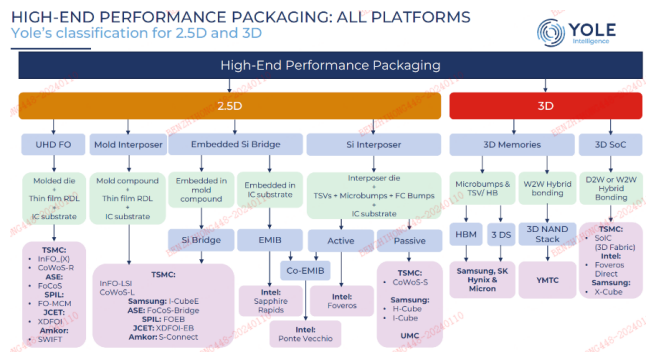 HIGH-END PERFORMANCE PACKAGING: ALL PLATFORMS
Yole's classification for 2.5D and 3D
YOLE
Intelligence
High-End Performance Packaging
2.5D
3D
UHD FO
Mold Interposer
Embedded Si Bridge
Si Interposer
3D Memories
3D SoC
Molded die
+
Thin film RDL
+
IC substrate
Mold compound
+
Thin film RDL
+
IC substrate
Embedded in
mold
compound
Embedded in
IC substrate
Interposer die
+
TSVs + Microbumps + FC Bumps
+
IC substrate
Microbumps &
TSV/ HB
W2W Hybrid
bonding
D2W or W2W
Hybrid
Bonding
Si Bridge
EMIB
Active
Passive
Co-EMIB
HBM
3 DS
3D NAND
Stack
TSMC:
• InFO_(X)
• CoWoS-R
ASE:
• FoCoS
SPIL:
• FO-MCM
JCET:
• XDFOI
Amkor:
• SWIFT
TSMC:
InFO-LSI
CoWoS-L
Samsung: I-CubeE
ASE: FoCoS-Bridge
SPIL: FOEB
JCET: XDFOI-EB
Amkor: S-Connect
Intel:
Sapphire
Rapids
Intel:
Ponte Vecchio
Intel:
• Foveros
TSMC:
• CoWoS-S
Samsung:
• H-Cube
• I-Cube
UMC
Samsung, SK
Hynix &
Micron
YMTC
TSMC:
• SoIC
(3D Fabric)
Intel:
• Foveros
Direct
Samsung:
• X-Cube